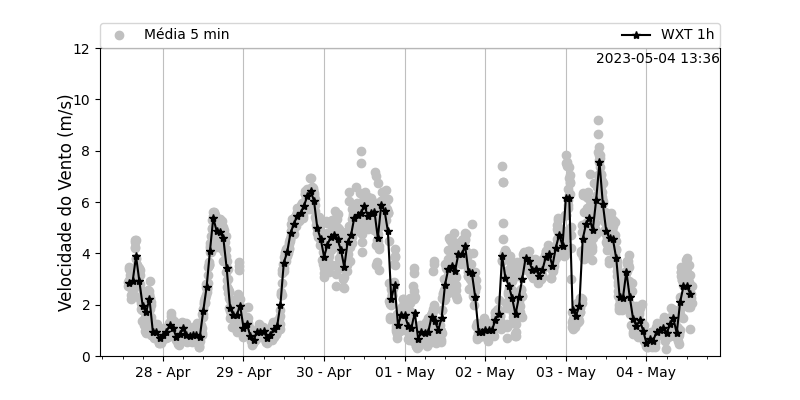 Média 5 min
WXT 1h
2023-05-04 13:36
Velocidade do Vento (m/s)
12
10
8
6
4
2
0
28 - Apr
29 - Apr
30 - Apr
01 - May
02 - May
03 - May
04 - May